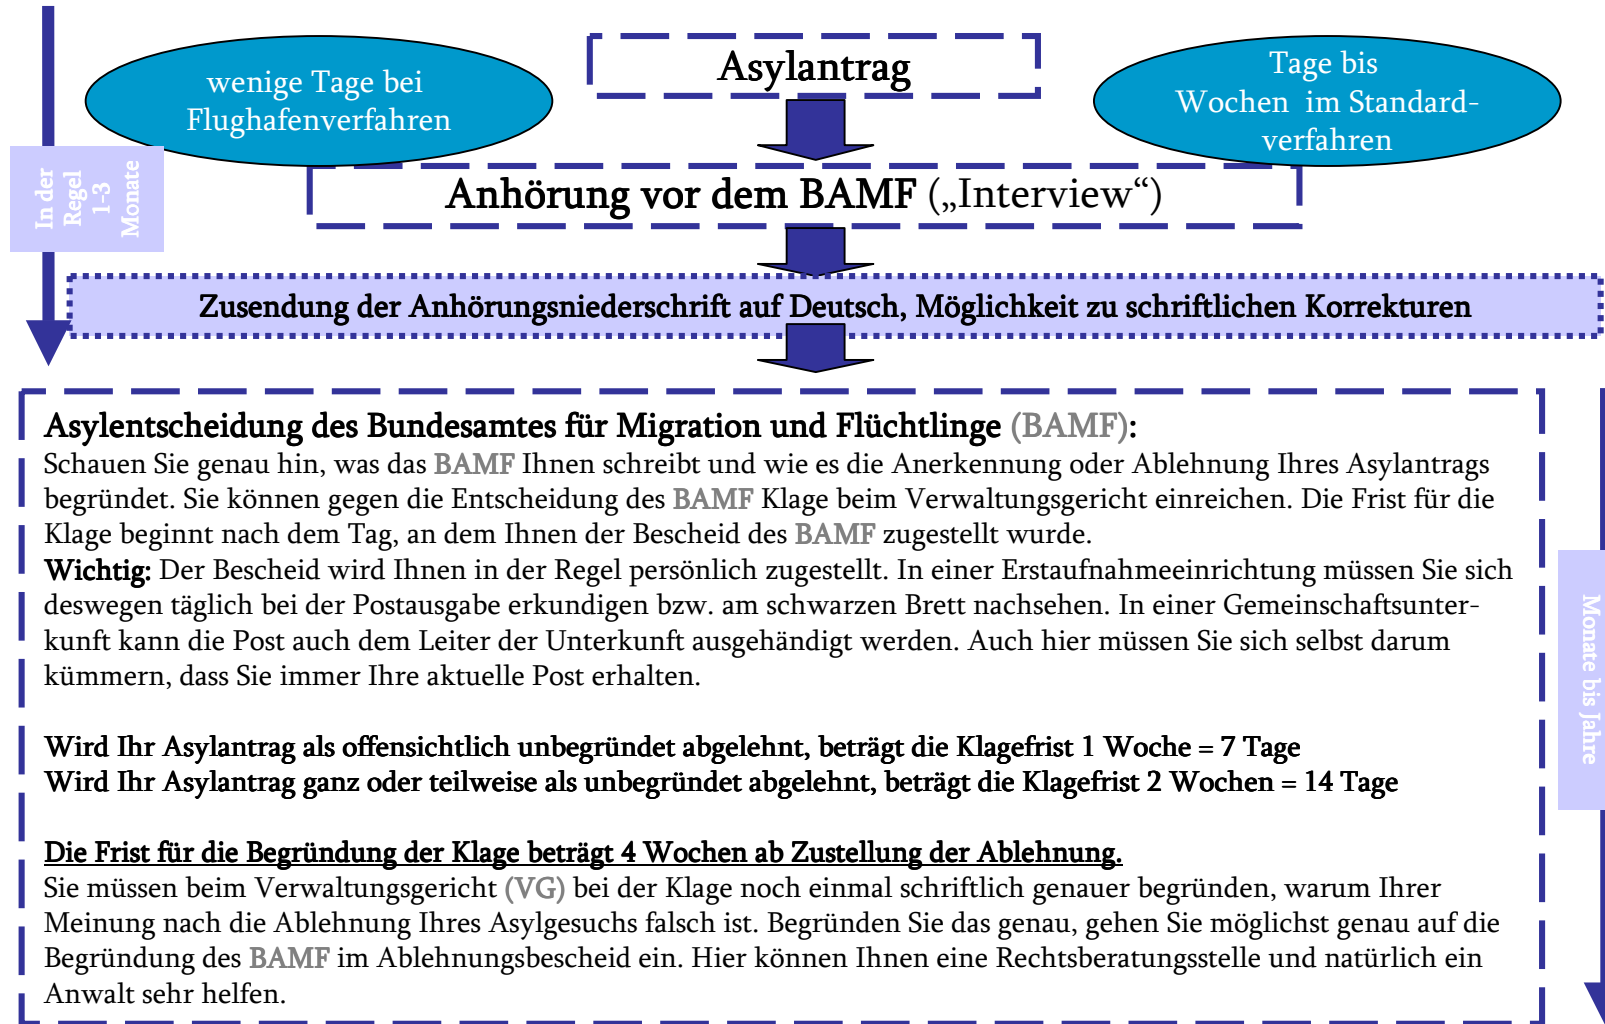 wenige Tage bei
Flughafenverfahren
Asylantrag
Tage bis
Wochen im Standard-
verfahren
In der
Regel
1-3
Monate
Anhörung vor dem BAMF („Interview“)
Zusendung der Anhörungsniederschrift auf Deutsch, Möglichkeit zu schriftlichen Korrekturen
Asylentscheidung des Bundesamtes für Migration und Flüchtlinge (BAMF):
Schauen Sie genau hin, was das BAMF Ihnen schreibt und wie es die Anerkennung oder Ablehnung Ihres Asylantrags
begründet. Sie können gegen die Entscheidung des BAMF Klage beim Verwaltungsgericht einreichen. Die Frist für die
Klage beginnt nach dem Tag, an dem Ihnen der Bescheid des BAMF zugestellt wurde.
Wichtig: Der Bescheid wird Ihnen in der Regel persönlich zugestellt. In einer Erstaufnahmeeinrichtung müssen Sie sich
deswegen täglich bei der Postausgabe erkundigen bzw. am schwarzen Brett nachsehen. In einer Gemeinschaftsunter-
kunft kann die Post auch dem Leiter der Unterkunft ausgehändigt werden. Auch hier müssen Sie sich selbst darum
kümmern, dass Sie immer Ihre aktuelle Post erhalten.
Wird Ihr Asylantrag als offensichtlich unbegründet abgelehnt, beträgt die Klagefrist 1 Woche = 7 Tage
Wird Ihr Asylantrag ganz oder teilweise als unbegründet abgelehnt, beträgt die Klagefrist 2 Wochen = 14 Tage
Die Frist für die Begründung der Klage beträgt 4 Wochen ab Zustellung der Ablehnung.
Sie müssen beim Verwaltungsgericht (VG) bei der Klage noch einmal schriftlich genauer begründen, warum Ihrer
Meinung nach die Ablehnung Ihres Asylgesuchs falsch ist. Begründen Sie das genau, gehen Sie möglichst genau auf die
Begründung des BAMF im Ablehnungsbescheid ein. Hier können Ihnen eine Rechtsberatungsstelle und natürlich ein
Anwalt sehr helfen.
Monate bis Jahre